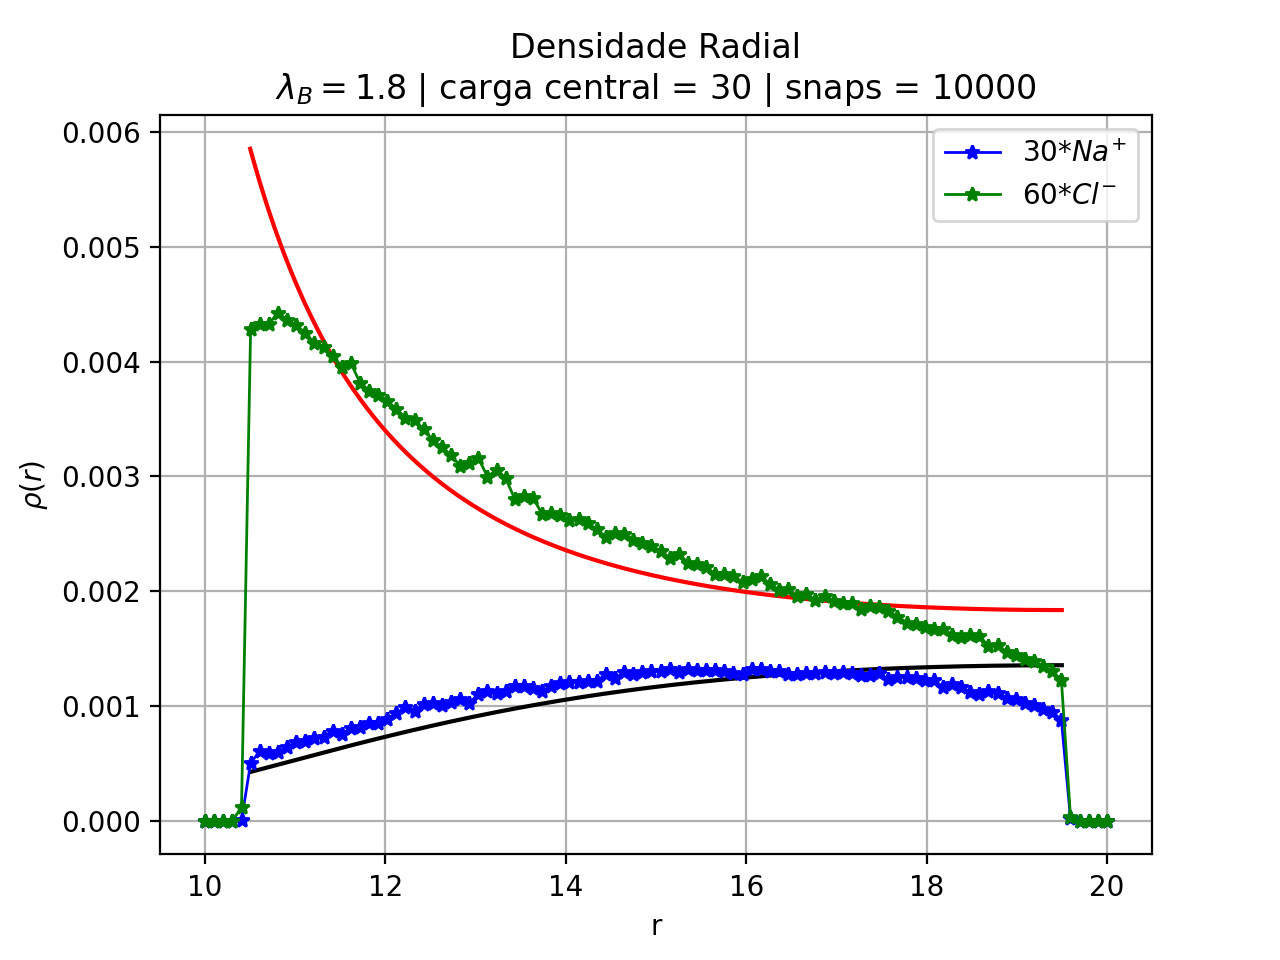 Densidade Radial
λ_B = 1.8 | carga central = 30 | snaps = 10000
0.006
0.005
0.004
0.003
0.002
0.001
0.000
ρ(r)
30*Na⁺
60*Cl⁻
10 12 14 16 18 20
r